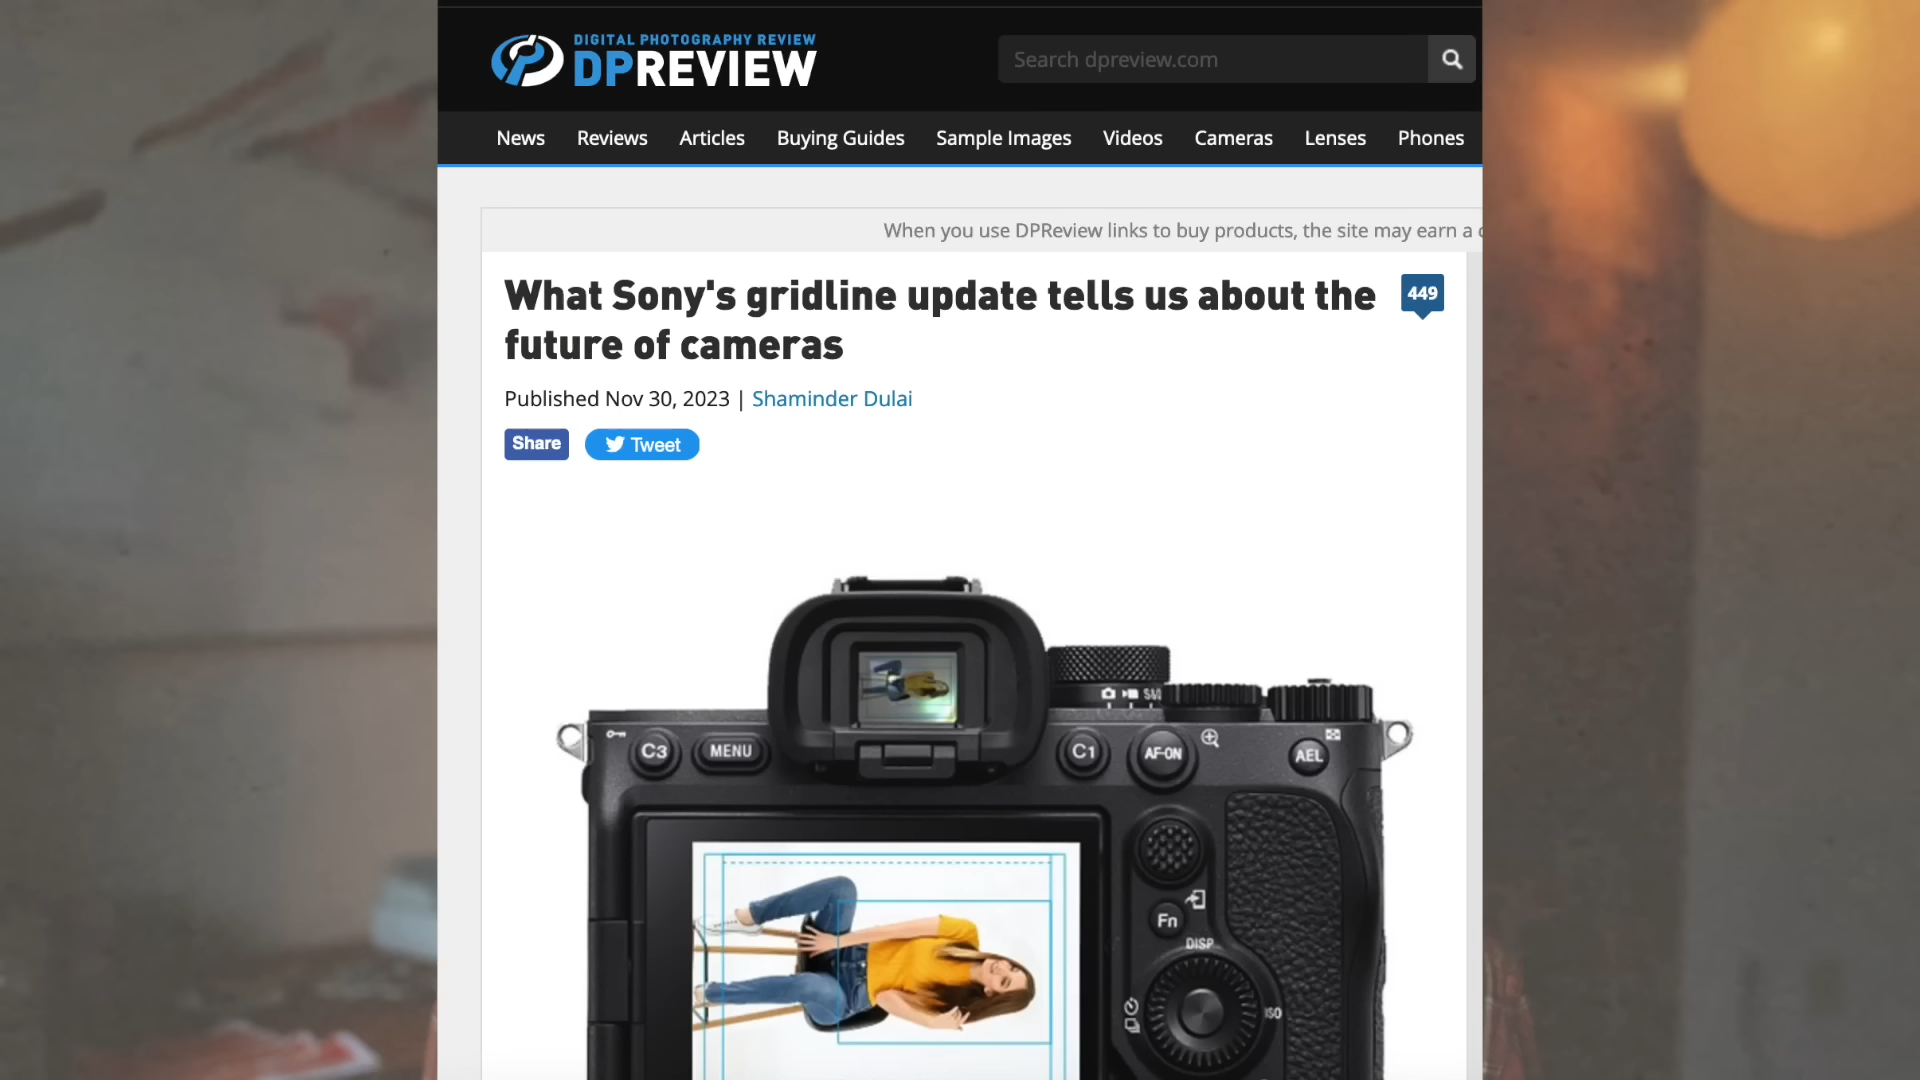 DIGITAL PHOTOGRAPHY REVIEW
DPREVIEW
Search dpreview.com
News Reviews Articles Buying Guides Sample Images Videos Cameras Lenses Phones
When you use DPReview links to buy products, the site may earn a
What Sony's gridline update tells us about the
future of cameras
449
Published Nov 30, 2023 | Shaminder Dulai
Share Tweet
C3 MENU C1 AF-ON AEL
Fn
DISP
ISO